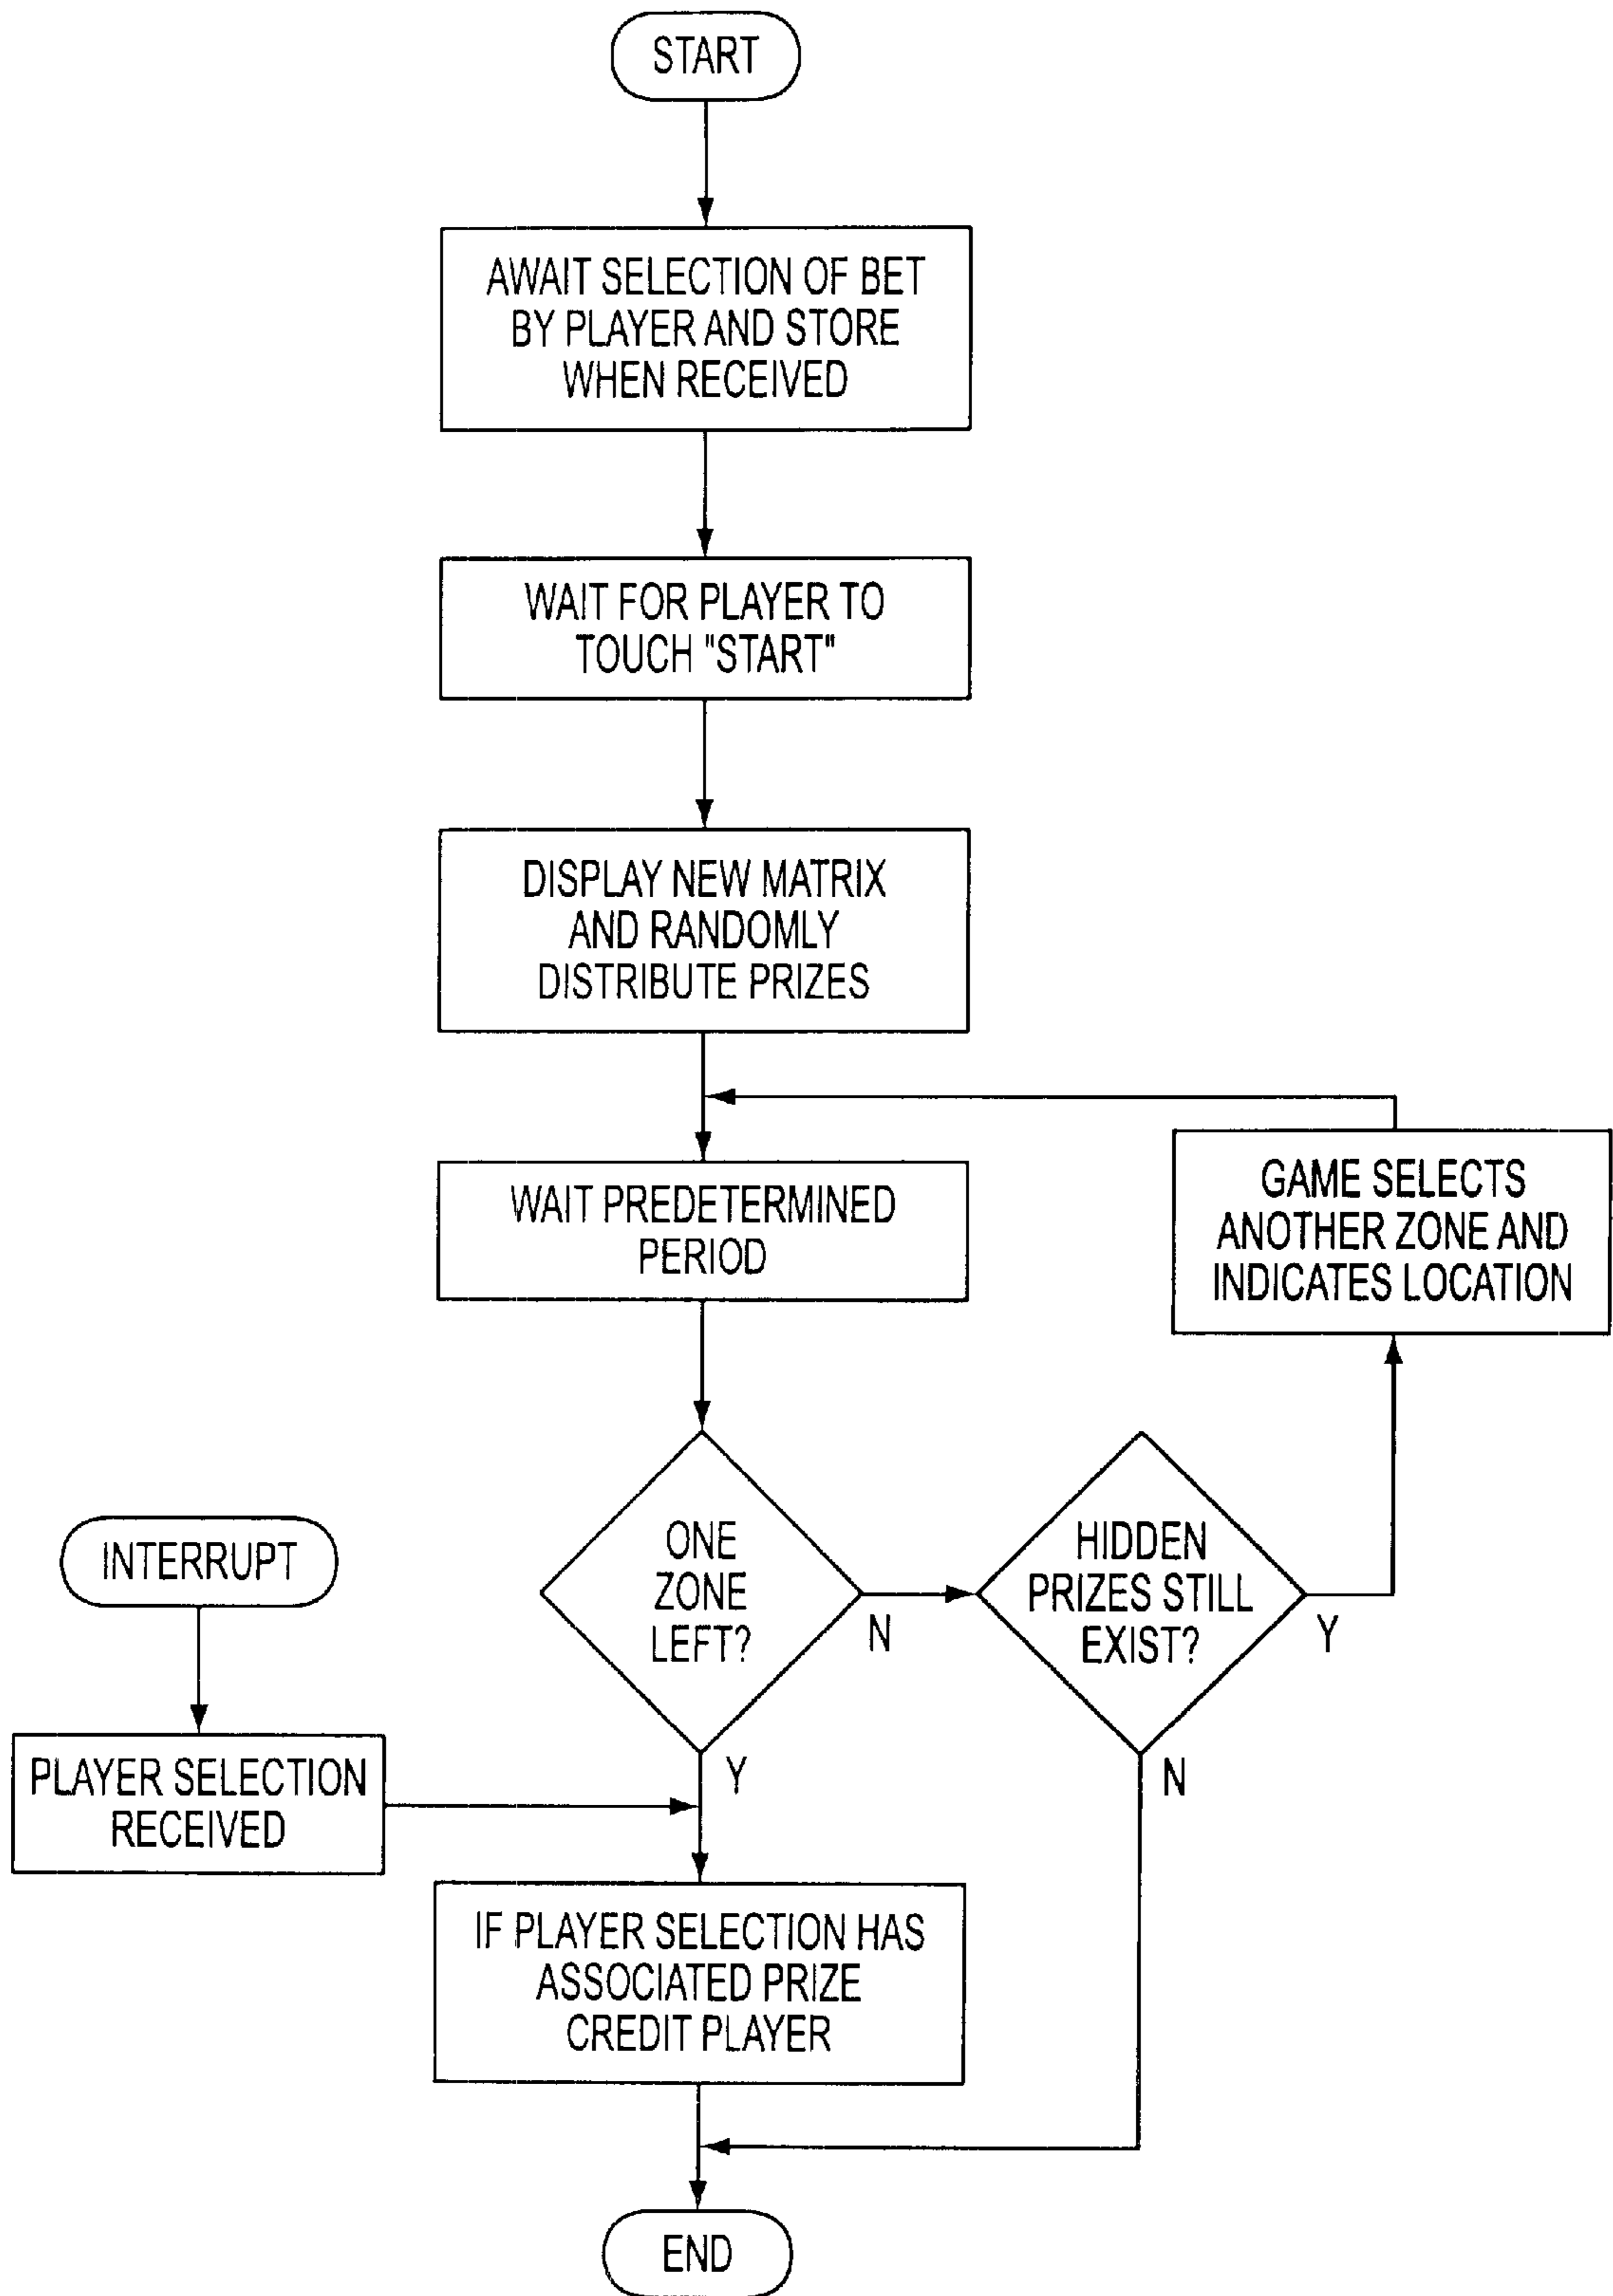 START
AWAIT SELECTION OF BET
BY PLAYER AND STORE
WHEN RECEIVED
WAIT FOR PLAYER TO
TOUCH "START"
DISPLAY NEW MATRIX
AND RANDOMLY
DISTRIBUTE PRIZES
WAIT PREDETERMINED
PERIOD
GAME SELECTS
ANOTHER ZONE AND
INDICATES LOCATION
ONE
ZONE
LEFT?
N
HIDDEN
PRIZES STILL
EXIST?
Y
INTERRUPT
PLAYER SELECTION
RECEIVED
Y
N
IF PLAYER SELECTION HAS
ASSOCIATED PRIZE
CREDIT PLAYER
END